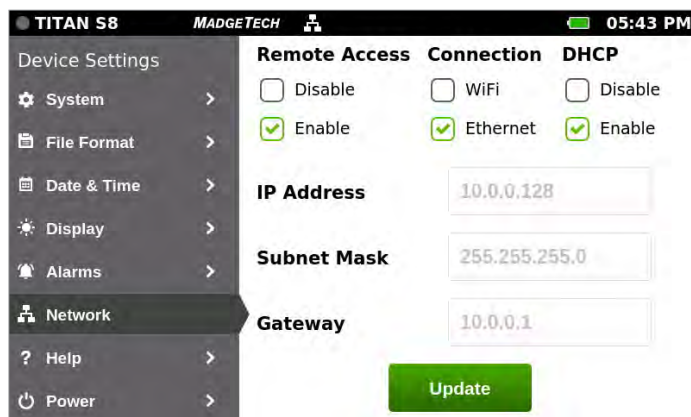 TITAN S8 MADGETECH 05:43 PM
Device Settings
System
File Format
Date & Time
Display
Alarms
Network
? Help
Power
Remote Access Connection DHCP
Disable WiFi Disable
Enable Ethernet Enable
IP Address 10.0.0.128
Subnet Mask 255.255.255.0
Gateway 10.0.0.1
Update